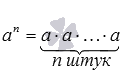 aⁿ = a · a · … · a
n штук